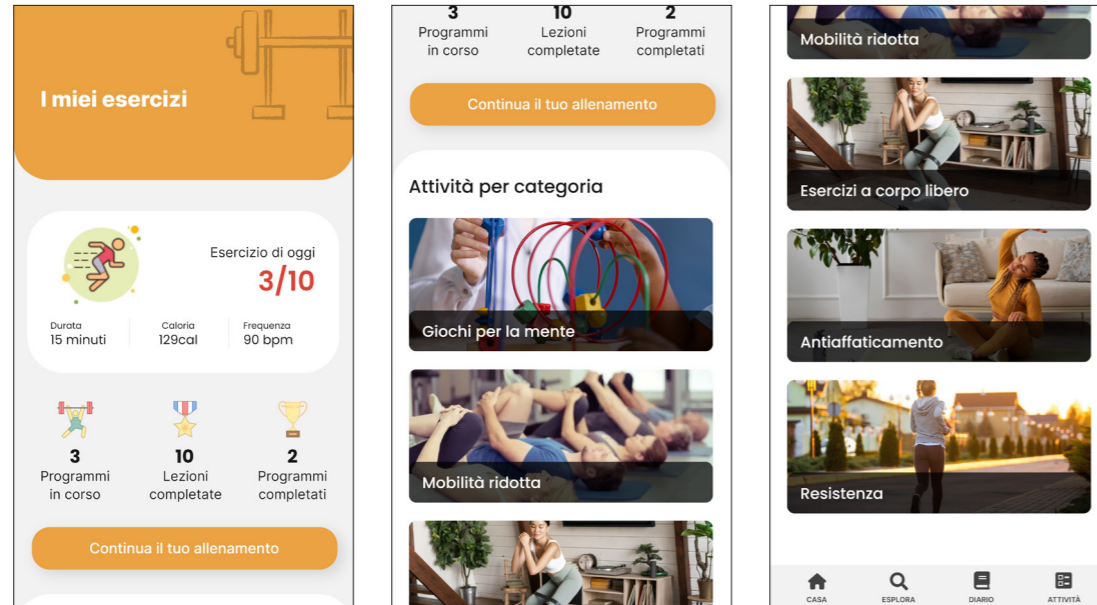 I miei esercizi
Esercizio di oggi
3/10
Durata
15 minuti
Caloria
129cal
Frequenza
90 bpm
3
Programmi
in corso
10
Lezioni
completate
2
Programmi
completati
Continua il tuo allenamento
3
Programmi
in corso
10
Lezioni
completate
2
Programmi
completati
Continua il tuo allenamento
Attività per categoria
Giochi per la mente
Mobilità ridotta
Mobilità ridotta
Esercizi a corpo libero
Antiaffaticamento
Resistenza
CASA
ESPLORA
DIARIO
ATTIVITÀ